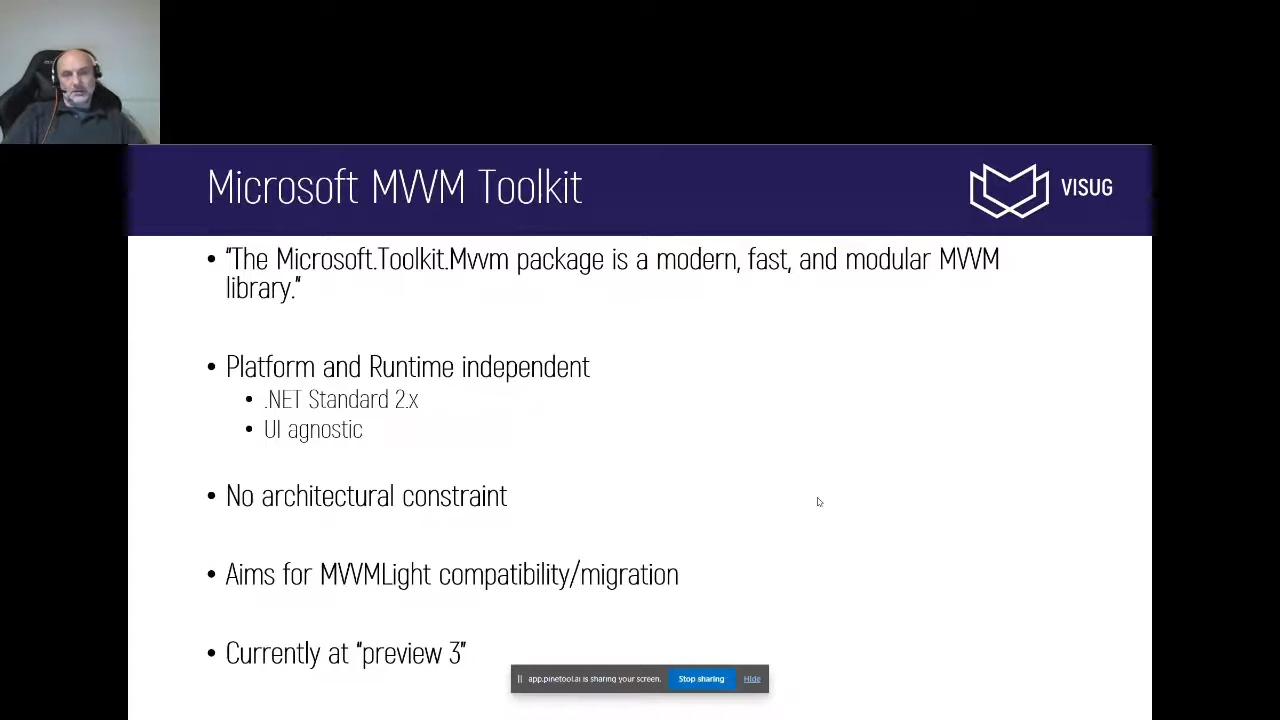 Microsoft MVVM Toolkit
VISUG
• "The Microsoft.Toolkit.Mvvm package is a modern, fast, and modular MVVM
library."
• Platform and Runtime independent
• .NET Standard 2.x
• UI agnostic
• No architectural constraint
• Aims for MVVMLight compatibility/migration
• Currently at "preview 3"
app.pinetool.ai is sharing your screen. Stop sharing Hide